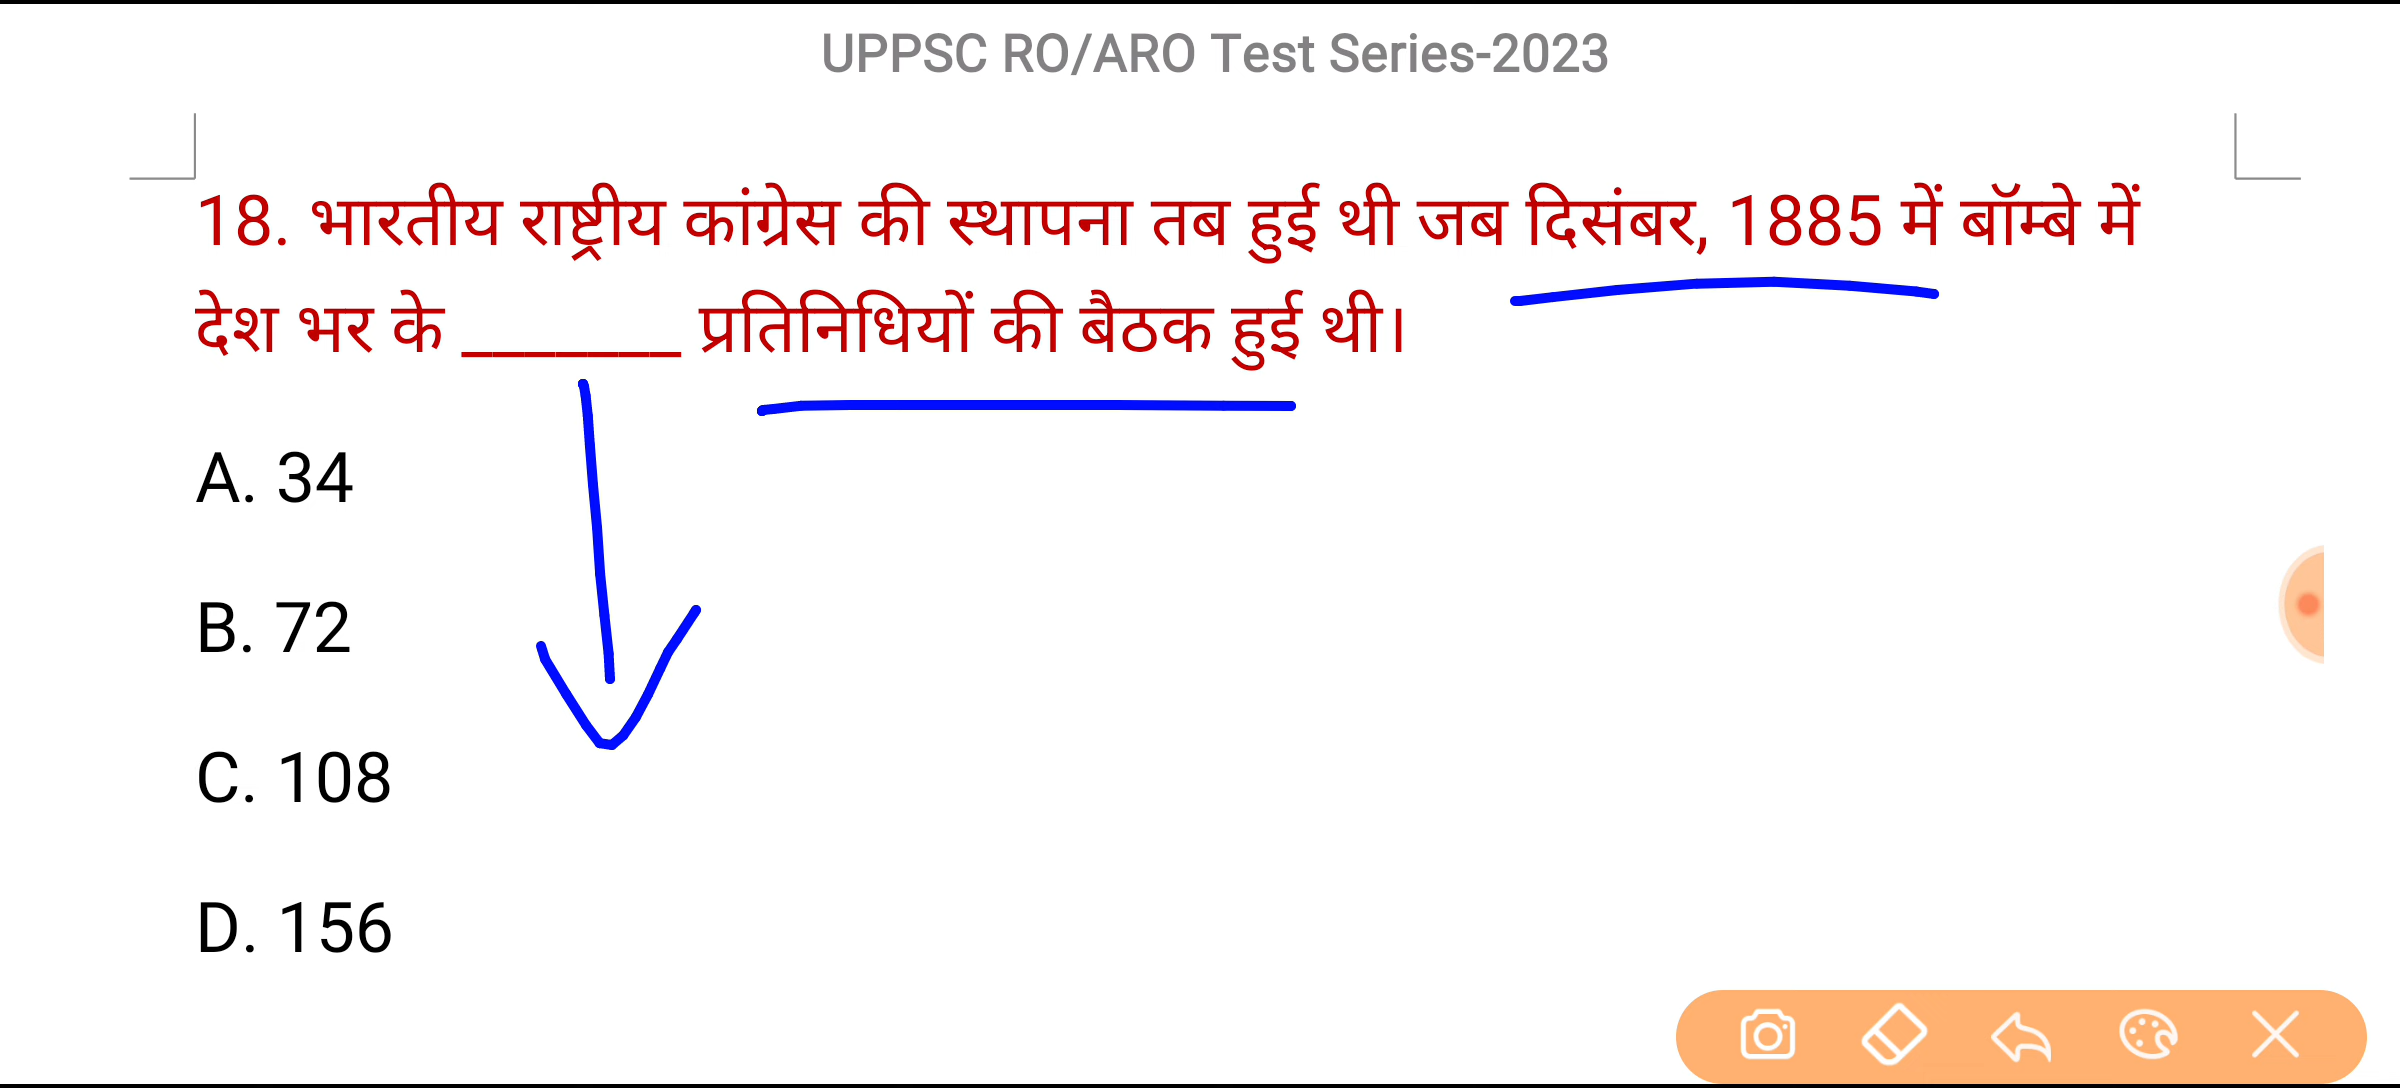 UPPSC RO/ARO Test Series-2023
18. भारतीय राष्ट्रीय कांग्रेस की स्थापना तब हुई थी जब दिसंबर, 1885 में बॉम्बे में
देश भर के _______ प्रतिनिधियों की बैठक हुई थी।
A. 34
B. 72
C. 108
D. 156